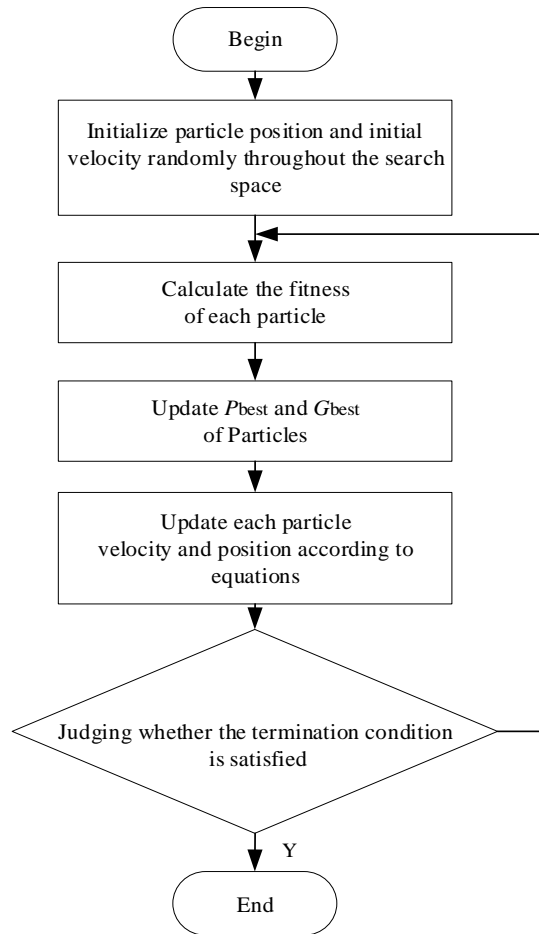 Begin
Initialize particle position and initial
velocity randomly throughout the search
space
Calculate the fitness
of each particle
Update Pbest and Gbest
of Particles
Update each particle
velocity and position according to
equations
Judging whether the termination condition
is satisfied
Y
End